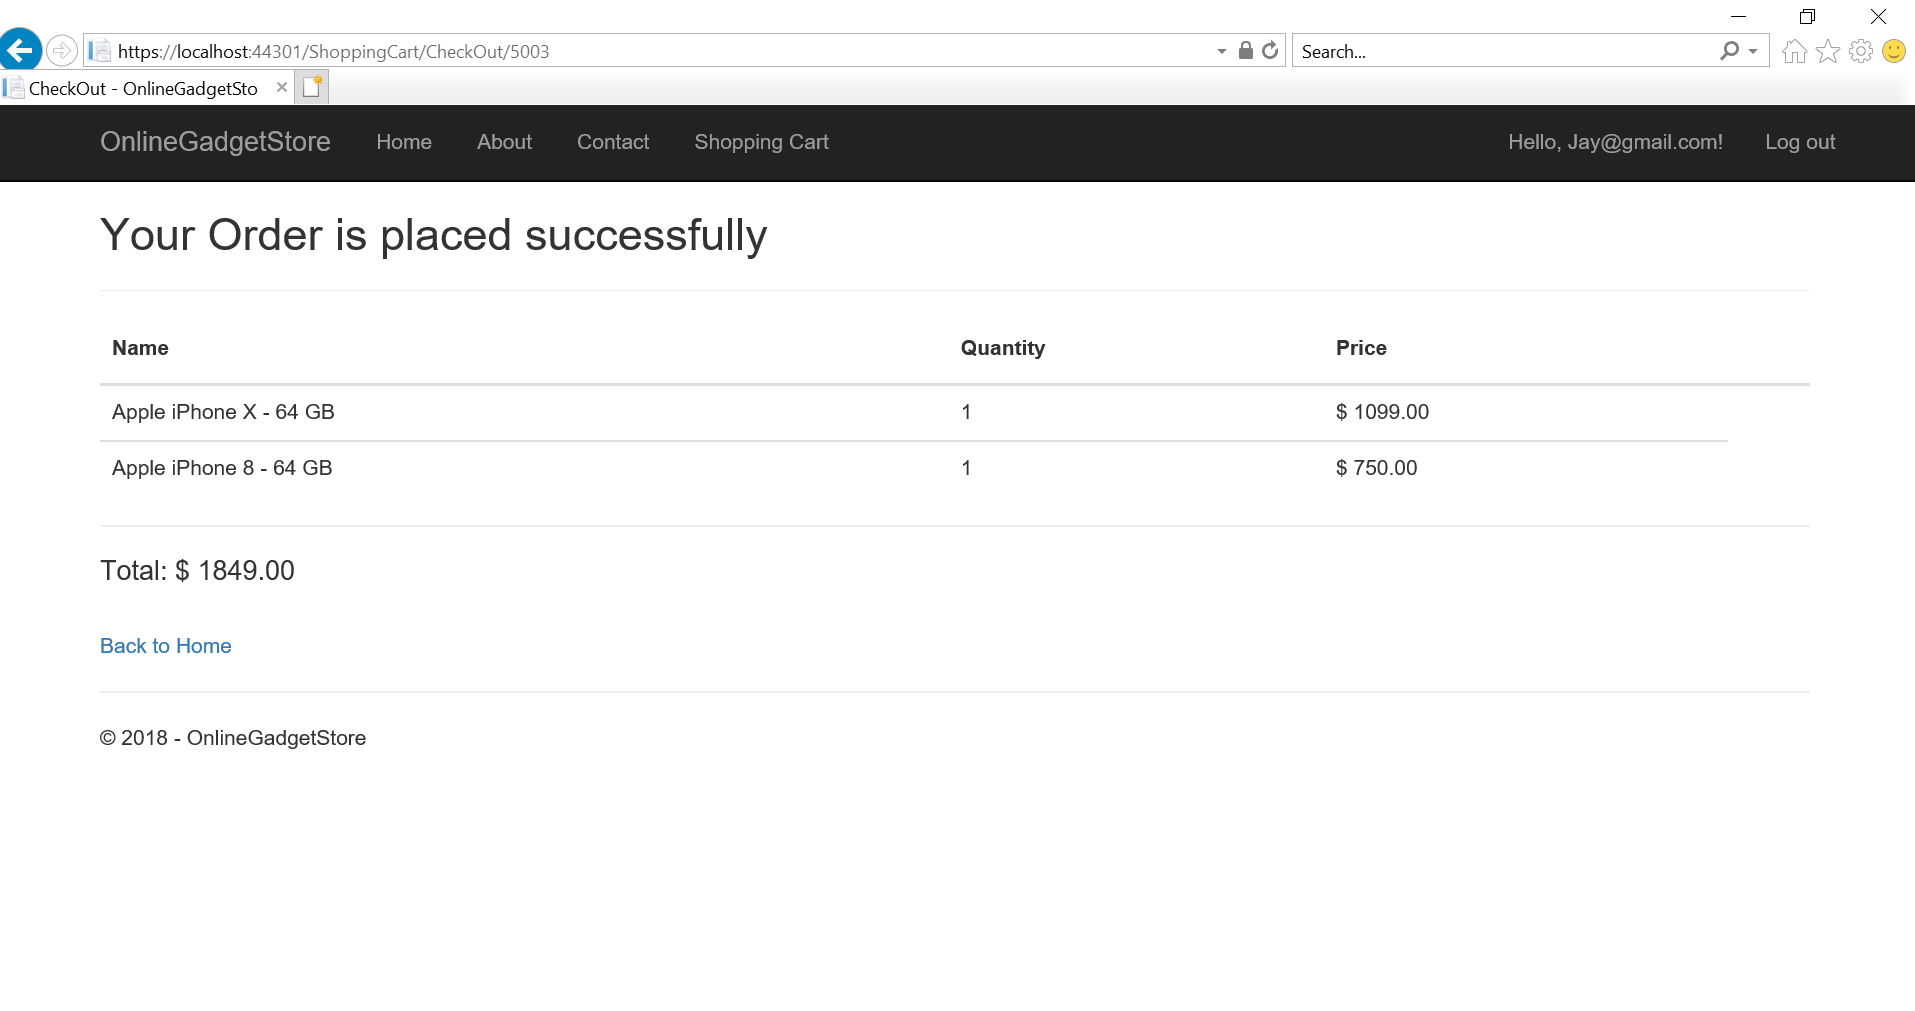 https://localhost:44301/ShoppingCart/CheckOut/5003
Search...
CheckOut - OnlineGadgetSto
OnlineGadgetStore Home About Contact Shopping Cart Hello, Jay@gmail.com! Log out
Your Order is placed successfully
Name Quantity Price
Apple iPhone X - 64 GB 1 $ 1099.00
Apple iPhone 8 - 64 GB 1 $ 750.00
Total: $ 1849.00
Back to Home
© 2018 - OnlineGadgetStore